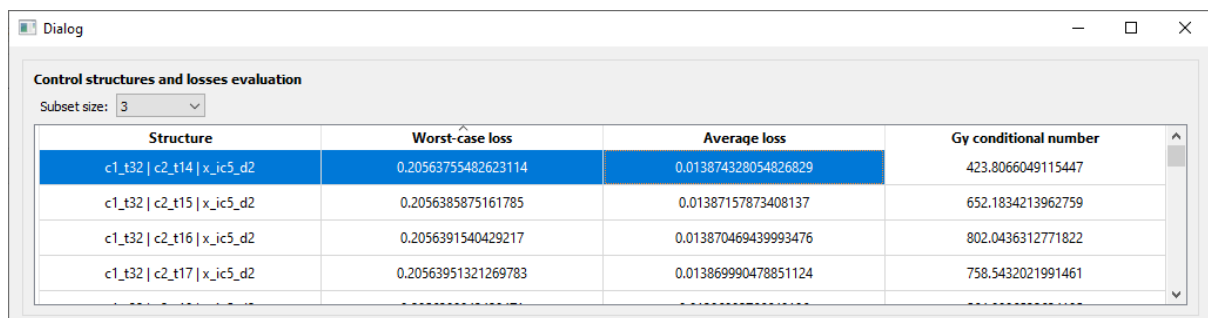 Dialog
Control structures and losses evaluation
Subset size: 3
Structure Worst-case loss Average loss Gy conditional number
c1_t32 | c2_t14 | x_ic5_d2 0.20563755482623114 0.013874328054826829 423.8066049115447
c1_t32 | c2_t15 | x_ic5_d2 0.2056385875161785 0.01387157873408137 652.1834213962759
c1_t32 | c2_t16 | x_ic5_d2 0.2056391540429217 0.013870469439993476 802.0436312771822
c1_t32 | c2_t17 | x_ic5_d2 0.20563951321269783 0.013869990478851124 758.5432021991461